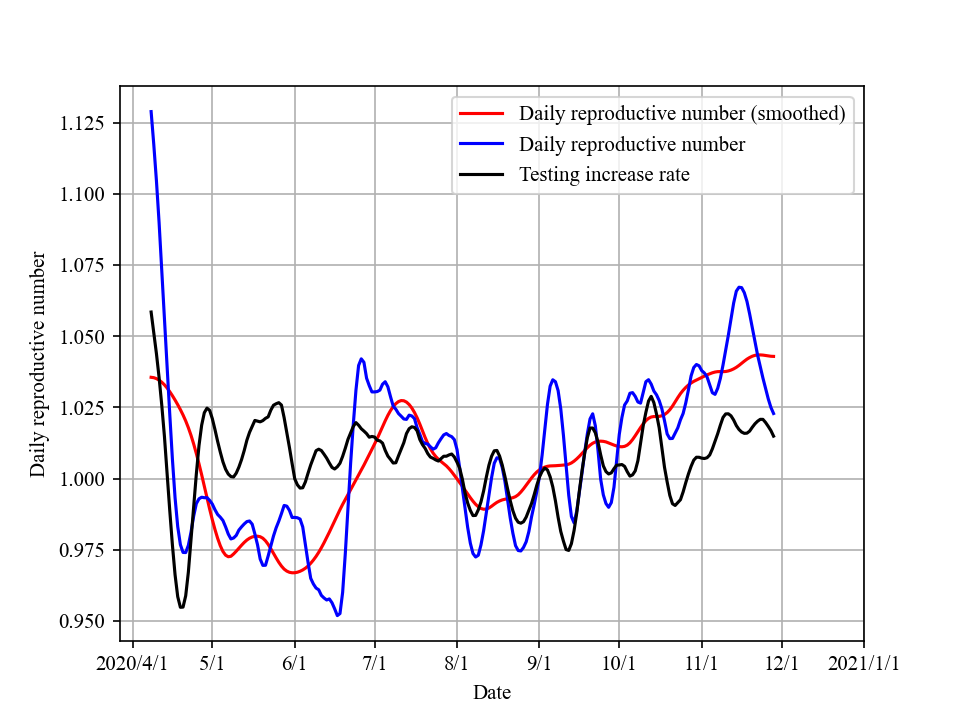 Daily reproductive number (smoothed)
Daily reproductive number
Testing increase rate
1.125
1.100
1.075
1.050
1.025
1.000
0.975
0.950
Daily reproductive number
2020/4/1 5/1 6/1 7/1 8/1 9/1 10/1 11/1 12/1 2021/1/1
Date